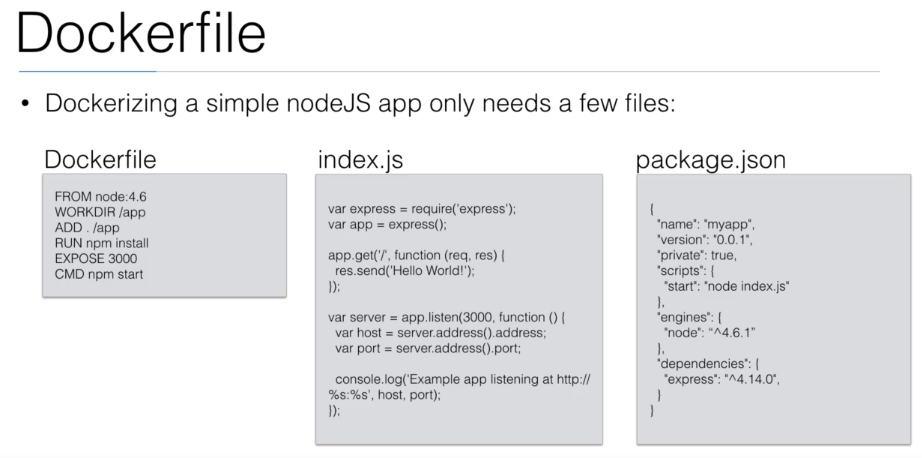 Dockerfile
• Dockerizing a simple nodeJS app only needs a few files:
Dockerfile
FROM node:4.6
WORKDIR /app
ADD . /app
RUN npm install
EXPOSE 3000
CMD npm start
index.js
var express = require('express');
var app = express();
app.get('/', function (req, res) {
res.send('Hello World!');
});
var server = app.listen(3000, function () {
var host = server.address().address;
var port = server.address().port;
console.log('Example app listening at http://
%s:%s', host, port);
});
package.json
{
"name": "myapp",
"version": "0.0.1",
"private": true,
"scripts": {
"start": "node index.js"
},
"engines": {
"node": "^4.6.1"
},
"dependencies": {
"express": "^4.14.0",
}
}